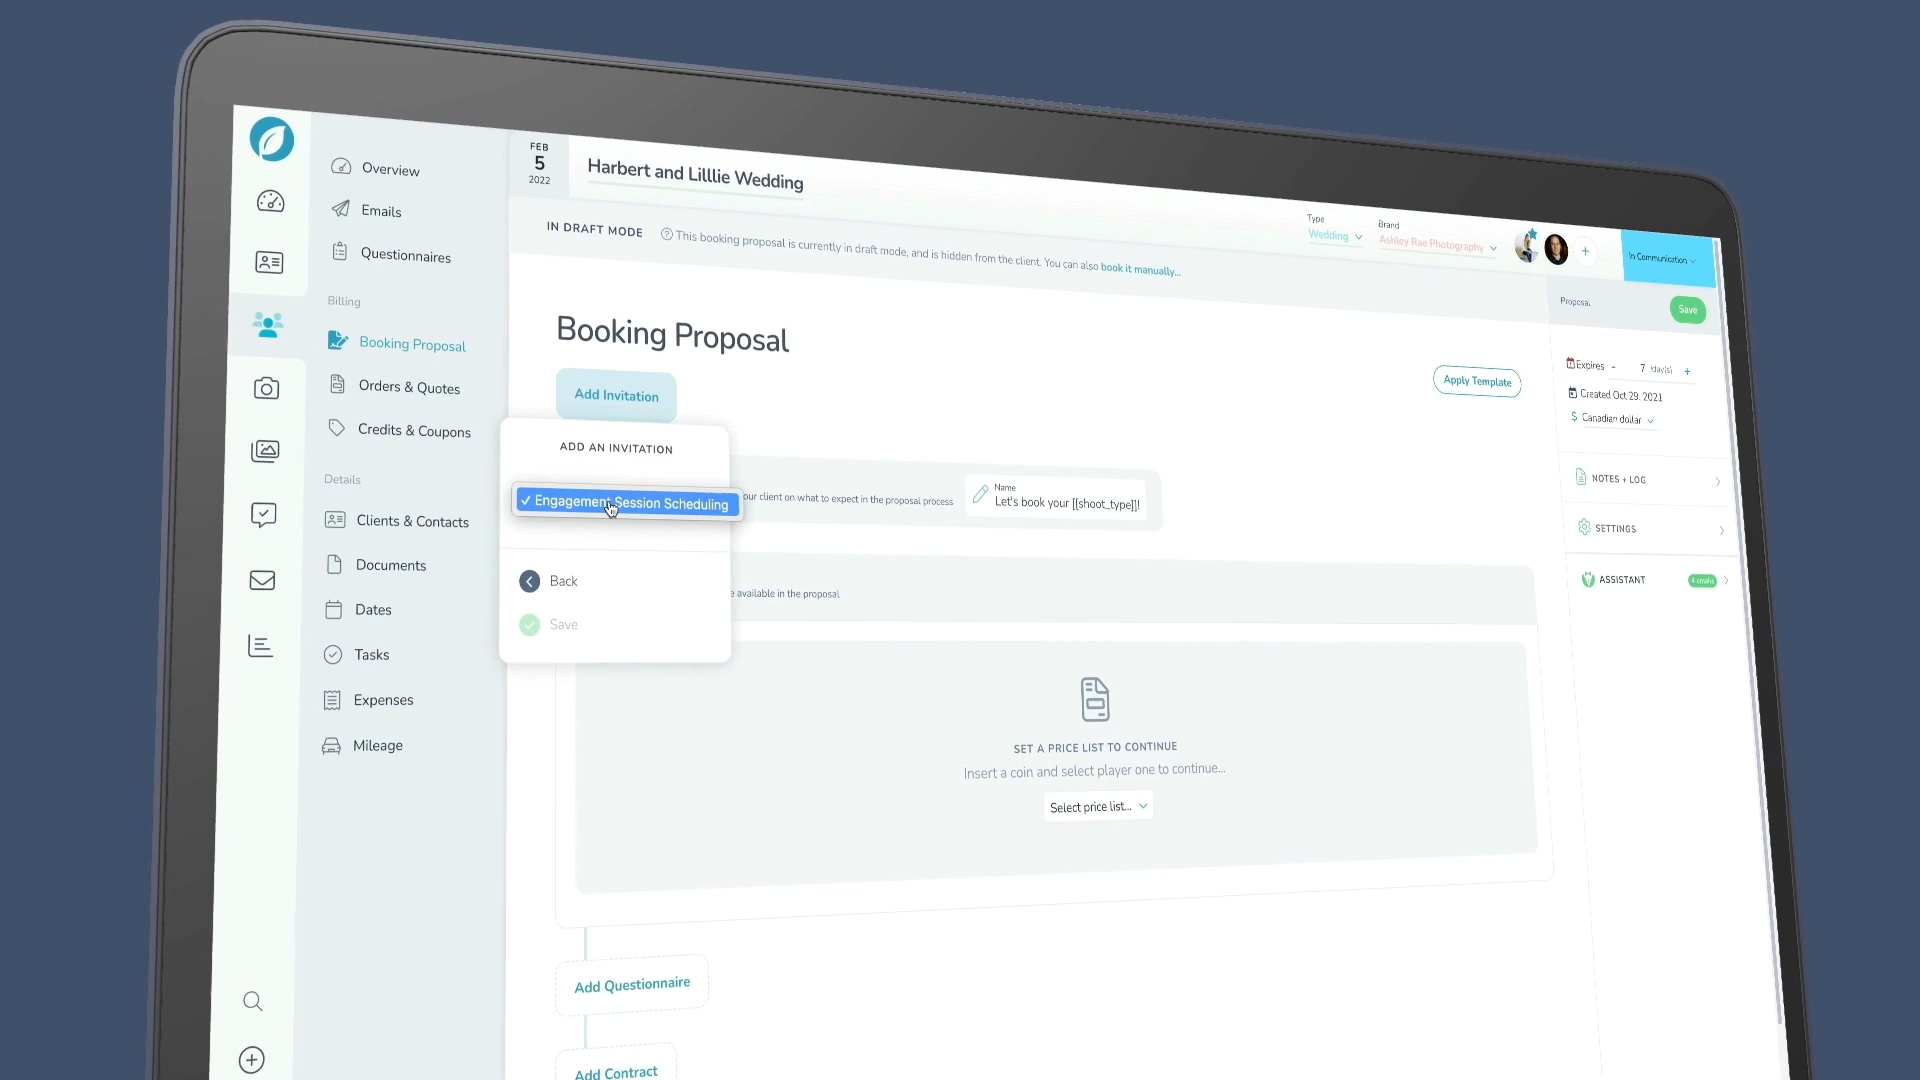 Overview
Emails
Questionnaires
Billing
Booking Proposal
Orders & Quotes
Credits & Coupons
Details
Clients & Contacts
Documents
Dates
Tasks
Expenses
Mileage
FEB
5
2022
Harbert and Lilllie Wedding
Type
Wedding
Brand
Ashley Rae Photography
In Communication
IN DRAFT MODE
This booking proposal is currently in draft mode, and is hidden from the client. You can also book it manually...
Proposal
Save
Booking Proposal
Apply Template
Add Invitation
ADD AN INVITATION
✓ Engagement Session Scheduling
Back
Save
our client on what to expect in the proposal process
Name
Let's book your [[shoot_type]]!
e available in the proposal
SET A PRICE LIST TO CONTINUE
Insert a coin and select player one to continue...
Select price list...
Add Questionnaire
Add Contract
Expires - 7 /day(s) +
Created Oct 29, 2021
$ Canadian dollar
NOTES + LOG
SETTINGS
ASSISTANT
4 emails